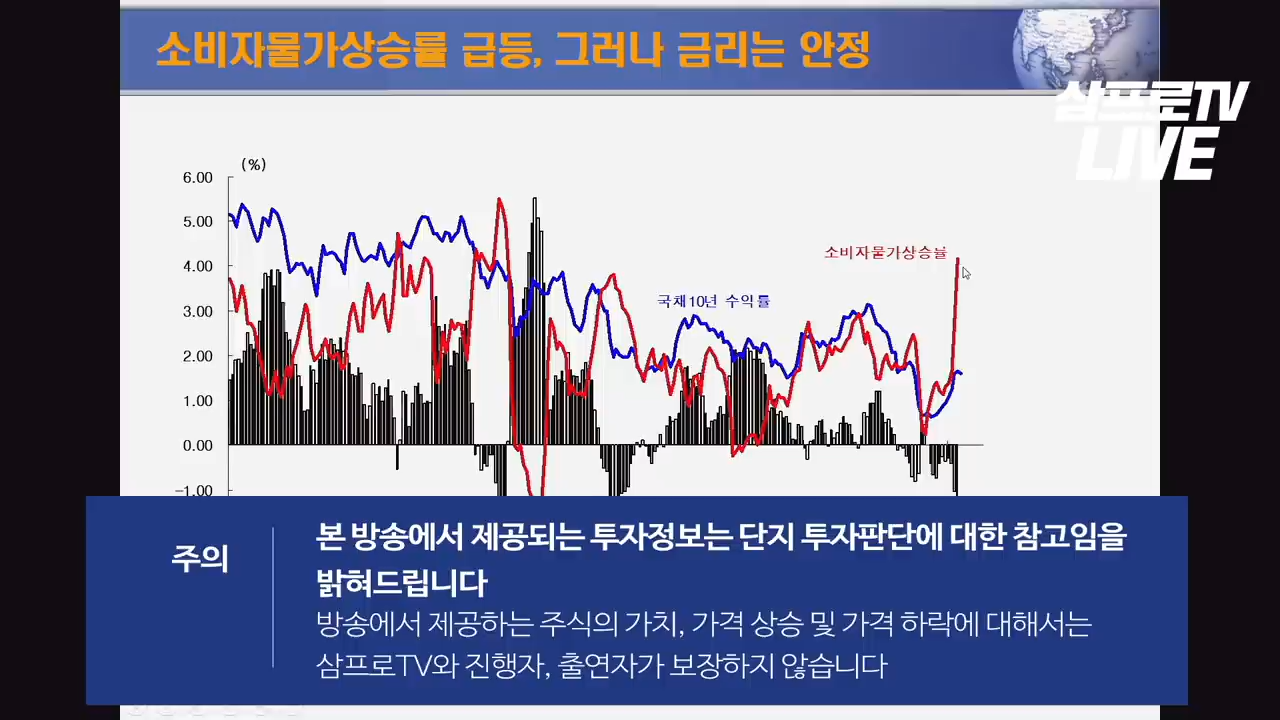 소비자물가상승률 급등, 그러나 금리는 안정
삼프로TV
LIVE
(%)
6.00
5.00
4.00
3.00
2.00
1.00
0.00
-1.00
소비자물가상승률
국채10년 수익률
주의
본 방송에서 제공되는 투자정보는 단지 투자판단에 대한 참고임을
밝혀드립니다
방송에서 제공하는 주식의 가치, 가격 상승 및 가격 하락에 대해서는
삼프로TV와 진행자, 출연자가 보장하지 않습니다